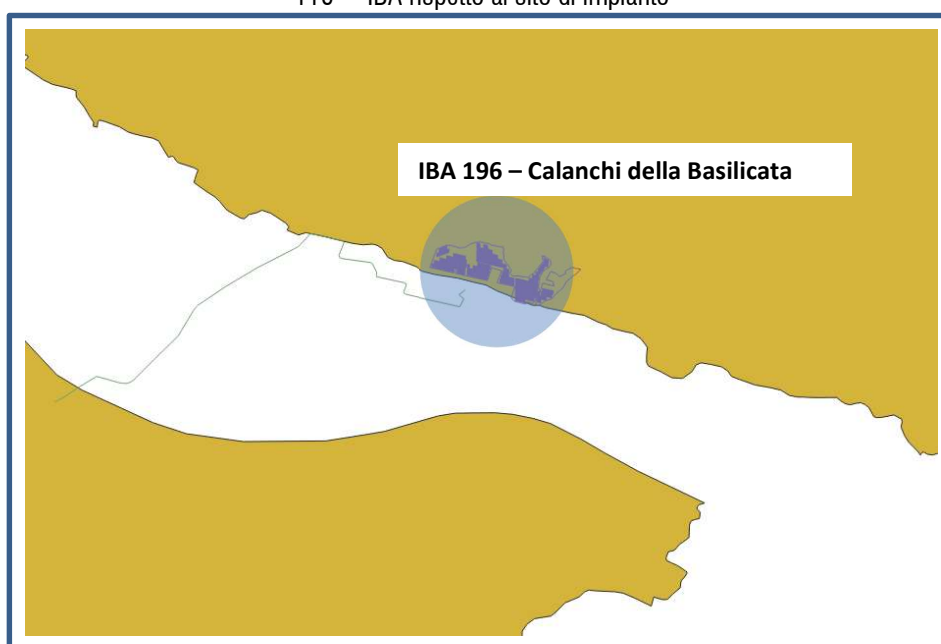 IBA rispetto al sito di impianto
IBA 196 – Calanchi della Basilicata